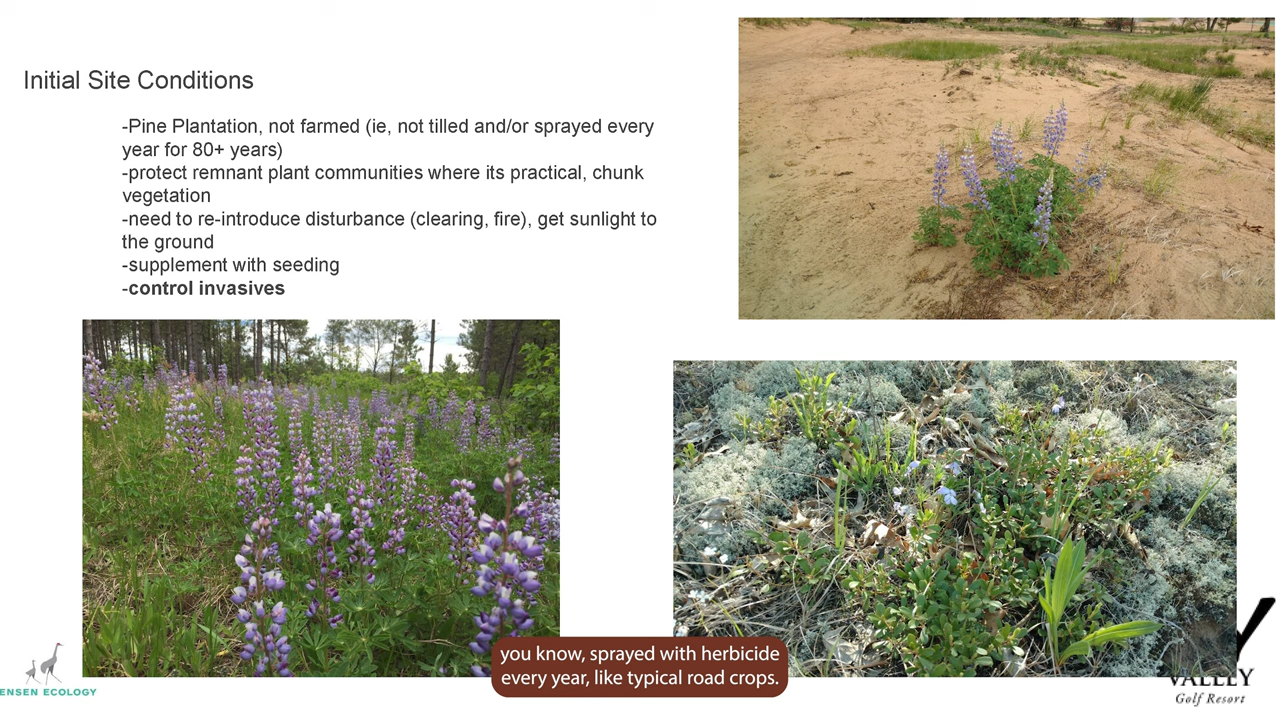 Initial Site Conditions
-Pine Plantation, not farmed (ie, not tilled and/or sprayed every
year for 80+ years)
-protect remnant plant communities where its practical, chunk
vegetation
-need to re-introduce disturbance (clearing, fire), get sunlight to
the ground
-supplement with seeding
-control invasives
you know, sprayed with herbicide
every year, like typical road crops.
ENSEN ECOLOGY
VALLEY
Golf Resort